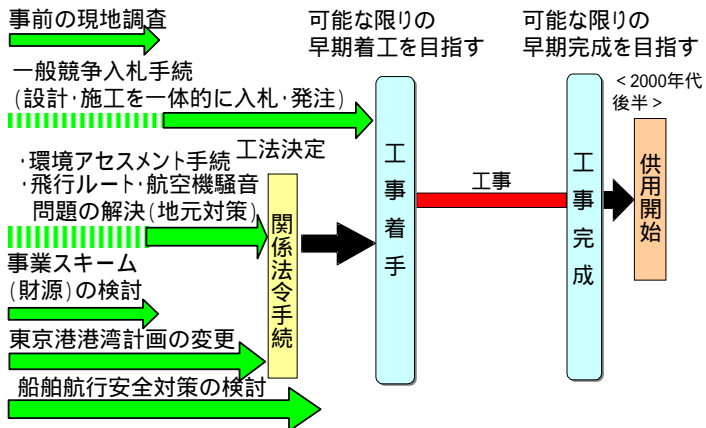 事前の現地調査
一般競争入札手続
(設計・施工を一体的に入札・発注)
・環境アセスメント手続
・飛行ルート・航空機騒音
問題の解決(地元対策)
事業スキーム
(財源)の検討
東京港港湾計画の変更
船舶航行安全対策の検討
工法決定
関係法令手続
可能な限りの
早期着工を目指す
工事着手
工事
可能な限りの
早期完成を目指す
工事完成
<2000年代
後半>
供用開始